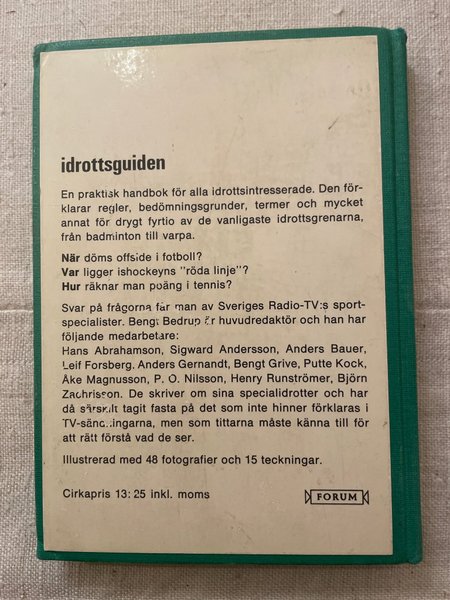 idrottsguiden
En praktisk handbok för alla idrottsintresserade. Den för-
klarar regler, bedömningsgrunder, termer och mycket
annat för drygt fyrtio av de vanligaste idrottsgrenarna,
från badminton till varpa.
När döms offside i fotboll?
Var ligger ishockeyns "röda linje"?
Hur räknar man poäng i tennis?
Svar på frågorna får man av Sveriges Radio-TV:s sport-
specialister. Bengt Bedrup är huvudredaktör och han har
följande medarbetare:
Hans Abrahamson, Sigward Andersson, Anders Bauer,
Leif Forsberg, Anders Gernandt, Bengt Grive, Putte Kock,
Åke Magnusson, P. O. Nilsson, Henry Runströmer, Björn
Zachrisson. De skriver om sina specialidrotter och har
då särskilt tagit fasta på det som inte hinner förklaras i
TV-sändningarna, men som tittarna måste känna till för
att rätt förstå vad de ser.
Illustrerad med 48 fotografier och 15 teckningar.
Cirkapris 13:25 inkl. moms
FORUM